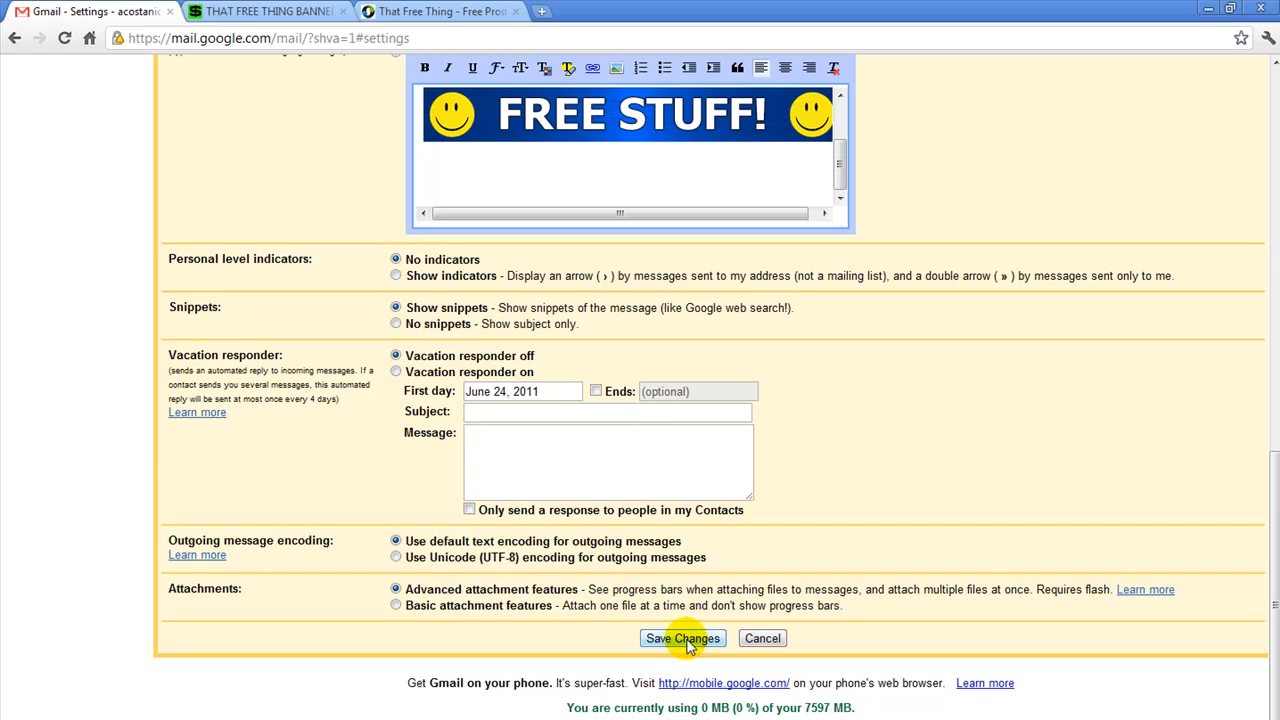 Gmail - Settings - acostanic
THAT FREE THING BANNE
That Free Thing - Free Prod
https://mail.google.com/mail/?shva=1#settings
FREE STUFF!
Personal level indicators:
No indicators
Show indicators - Display an arrow ( › ) by messages sent to my address (not a mailing list), and a double arrow ( » ) by messages sent only to me.
Snippets:
Show snippets - Show snippets of the message (like Google web search!).
No snippets - Show subject only.
Vacation responder:
(sends an automated reply to incoming messages. If a
contact sends you several messages, this automated
reply will be sent at most once every 4 days)
Learn more
Vacation responder off
Vacation responder on
First day: June 24, 2011 Ends: (optional)
Subject:
Message:
Only send a response to people in my Contacts
Outgoing message encoding:
Learn more
Use default text encoding for outgoing messages
Use Unicode (UTF-8) encoding for outgoing messages
Attachments:
Advanced attachment features - See progress bars when attaching files to messages, and attach multiple files at once. Requires flash. Learn more
Basic attachment features - Attach one file at a time and don't show progress bars.
Save Changes Cancel
Get Gmail on your phone. It's super-fast. Visit http://mobile.google.com/ on your phone's web browser. Learn more
You are currently using 0 MB (0 %) of your 7597 MB.